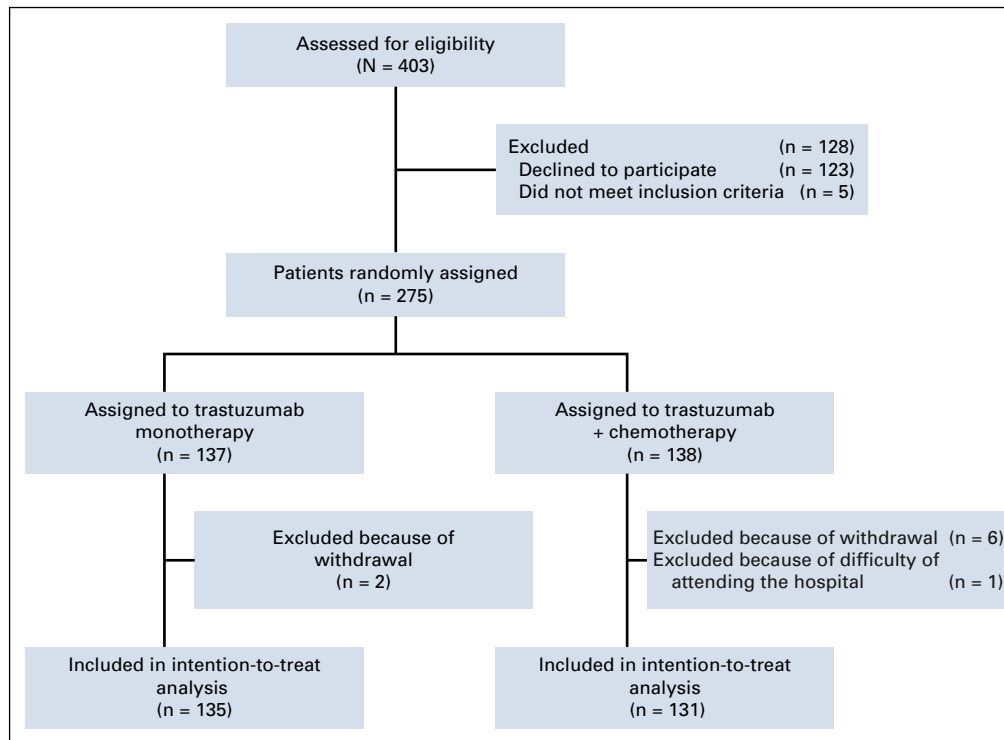 Assessed for eligibility
(N = 403)
Excluded (n = 128)
Declined to participate (n = 123)
Did not meet inclusion criteria (n = 5)
Patients randomly assigned
(n = 275)
Assigned to trastuzumab
monotherapy
(n = 137)
Assigned to trastuzumab
+ chemotherapy
(n = 138)
Excluded because of
withdrawal
(n = 2)
Excluded because of withdrawal (n = 6)
Excluded because of difficulty of
attending the hospital (n = 1)
Included in intention-to-treat
analysis
(n = 135)
Included in intention-to-treat
analysis
(n = 131)